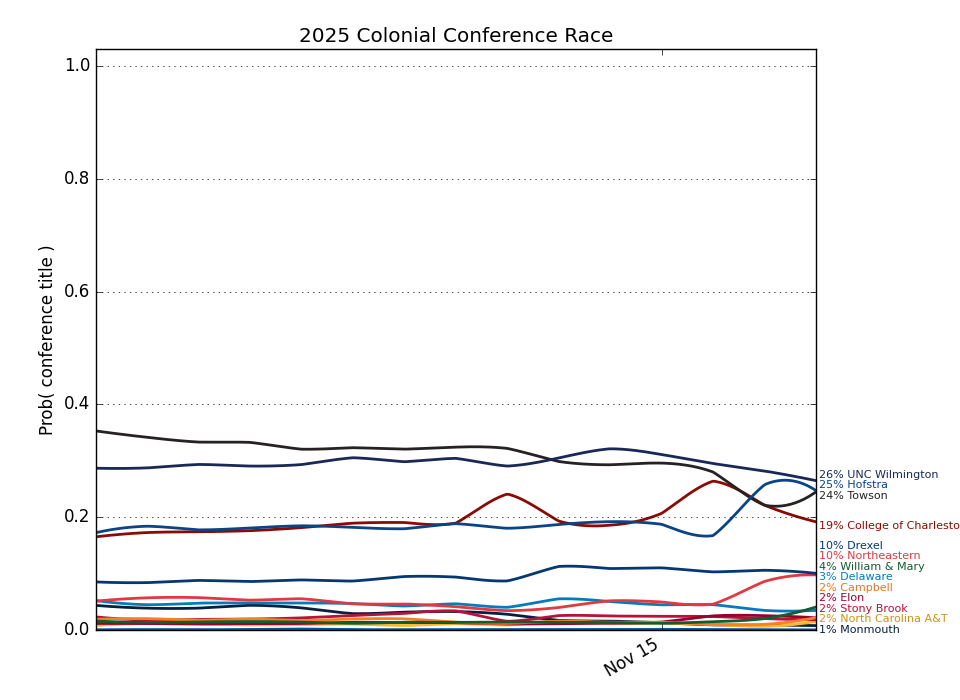 2025 Colonial Conference Race
Prob( conference title )
1.0
0.8
0.6
0.4
0.2
0.0
Nov 15
26% UNC Wilmington
25% Hofstra
24% Towson
19% College of Charlesto
10% Drexel
10% Northeastern
4% William & Mary
3% Delaware
2% Campbell
2% Elon
2% Stony Brook
2% North Carolina A&T
1% Monmouth